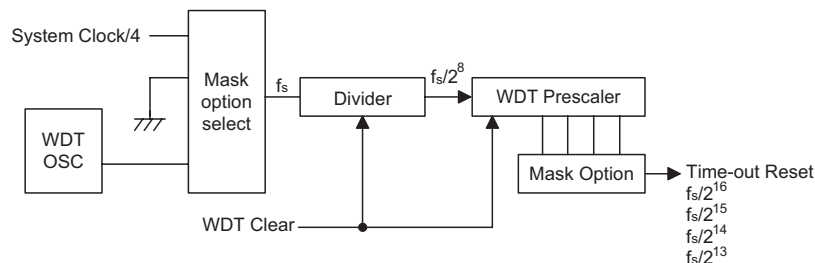 System Clock/4
Mask
option
select
WDT
OSC
fs
Divider
fs/2^8
WDT Prescaler
Mask Option
WDT Clear
Time-out Reset
fs/2^16
fs/2^15
fs/2^14
fs/2^13